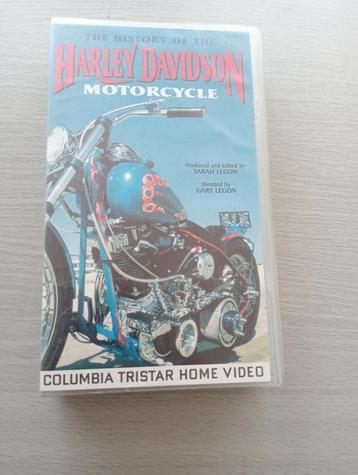 THE HISTORY OF THE
HARLEY DAVIDSON
MOTORCYCLE
Produced and Edited by
SARAH LEGON
Directed by
GARY LEGON
COLUMBIA TRISTAR HOME VIDEO